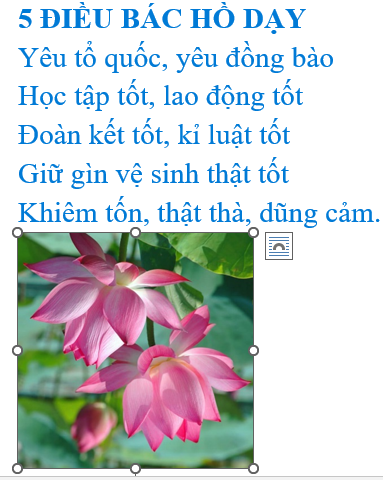 5 ĐIỀU BÁC HỒ DẠY
Yêu tổ quốc, yêu đồng bào
Học tập tốt, lao động tốt
Đoàn kết tốt, kỉ luật tốt
Giữ gìn vệ sinh thật tốt
Khiêm tốn, thật thà, dũng cảm.